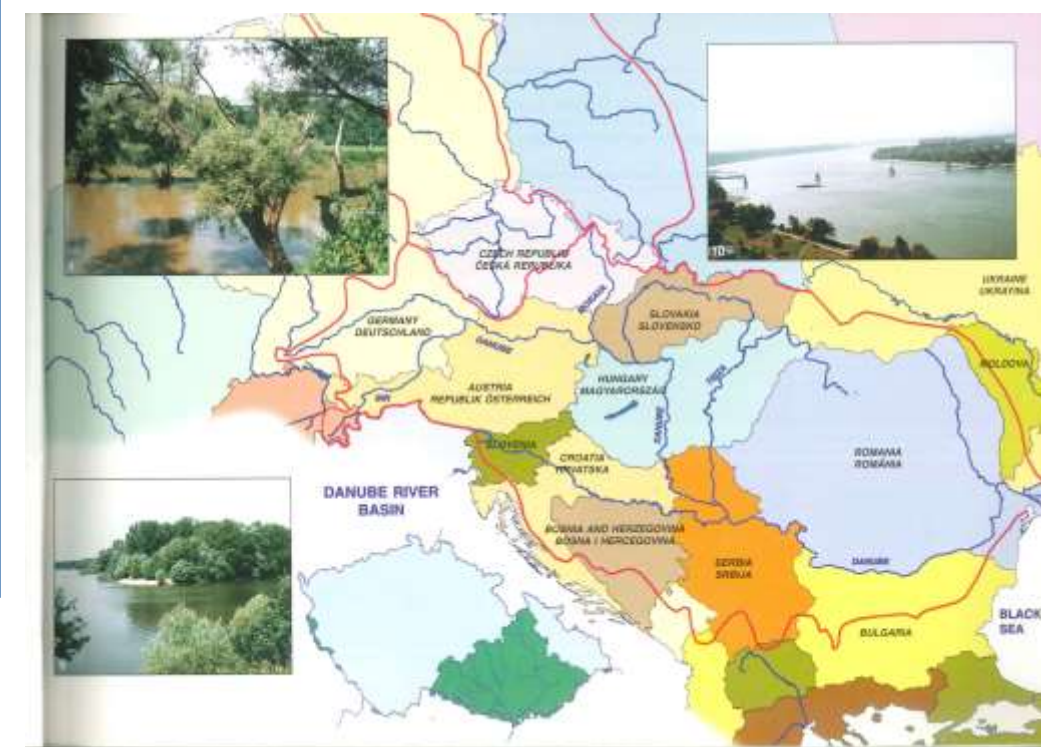 CZECH REPUBLIC
ČESKÁ REPUBLIKA
UKRAINE
UKRAYINA
MORAVA
SLOVAKIA
SLOVENSKO
GERMANY
DEUTSCHLAND
DANUBE
MOLDOVA
HUNGARY
MAGYARORSZÁG
TISZA
AUSTRIA
REPUBLIK ÖSTERREICH
INN
DANUBE
SLOVENIA
CROATIA
HRVATSKA
ROMANIA
ROMÂNIA
DANUBE RIVER
BASIN
BOSNIA AND HERZEGOVINA
BOSNA I HERCEGOVINA
SERBIA
SRBIJA
DANUBE
BLACK
SEA
BULGARIA